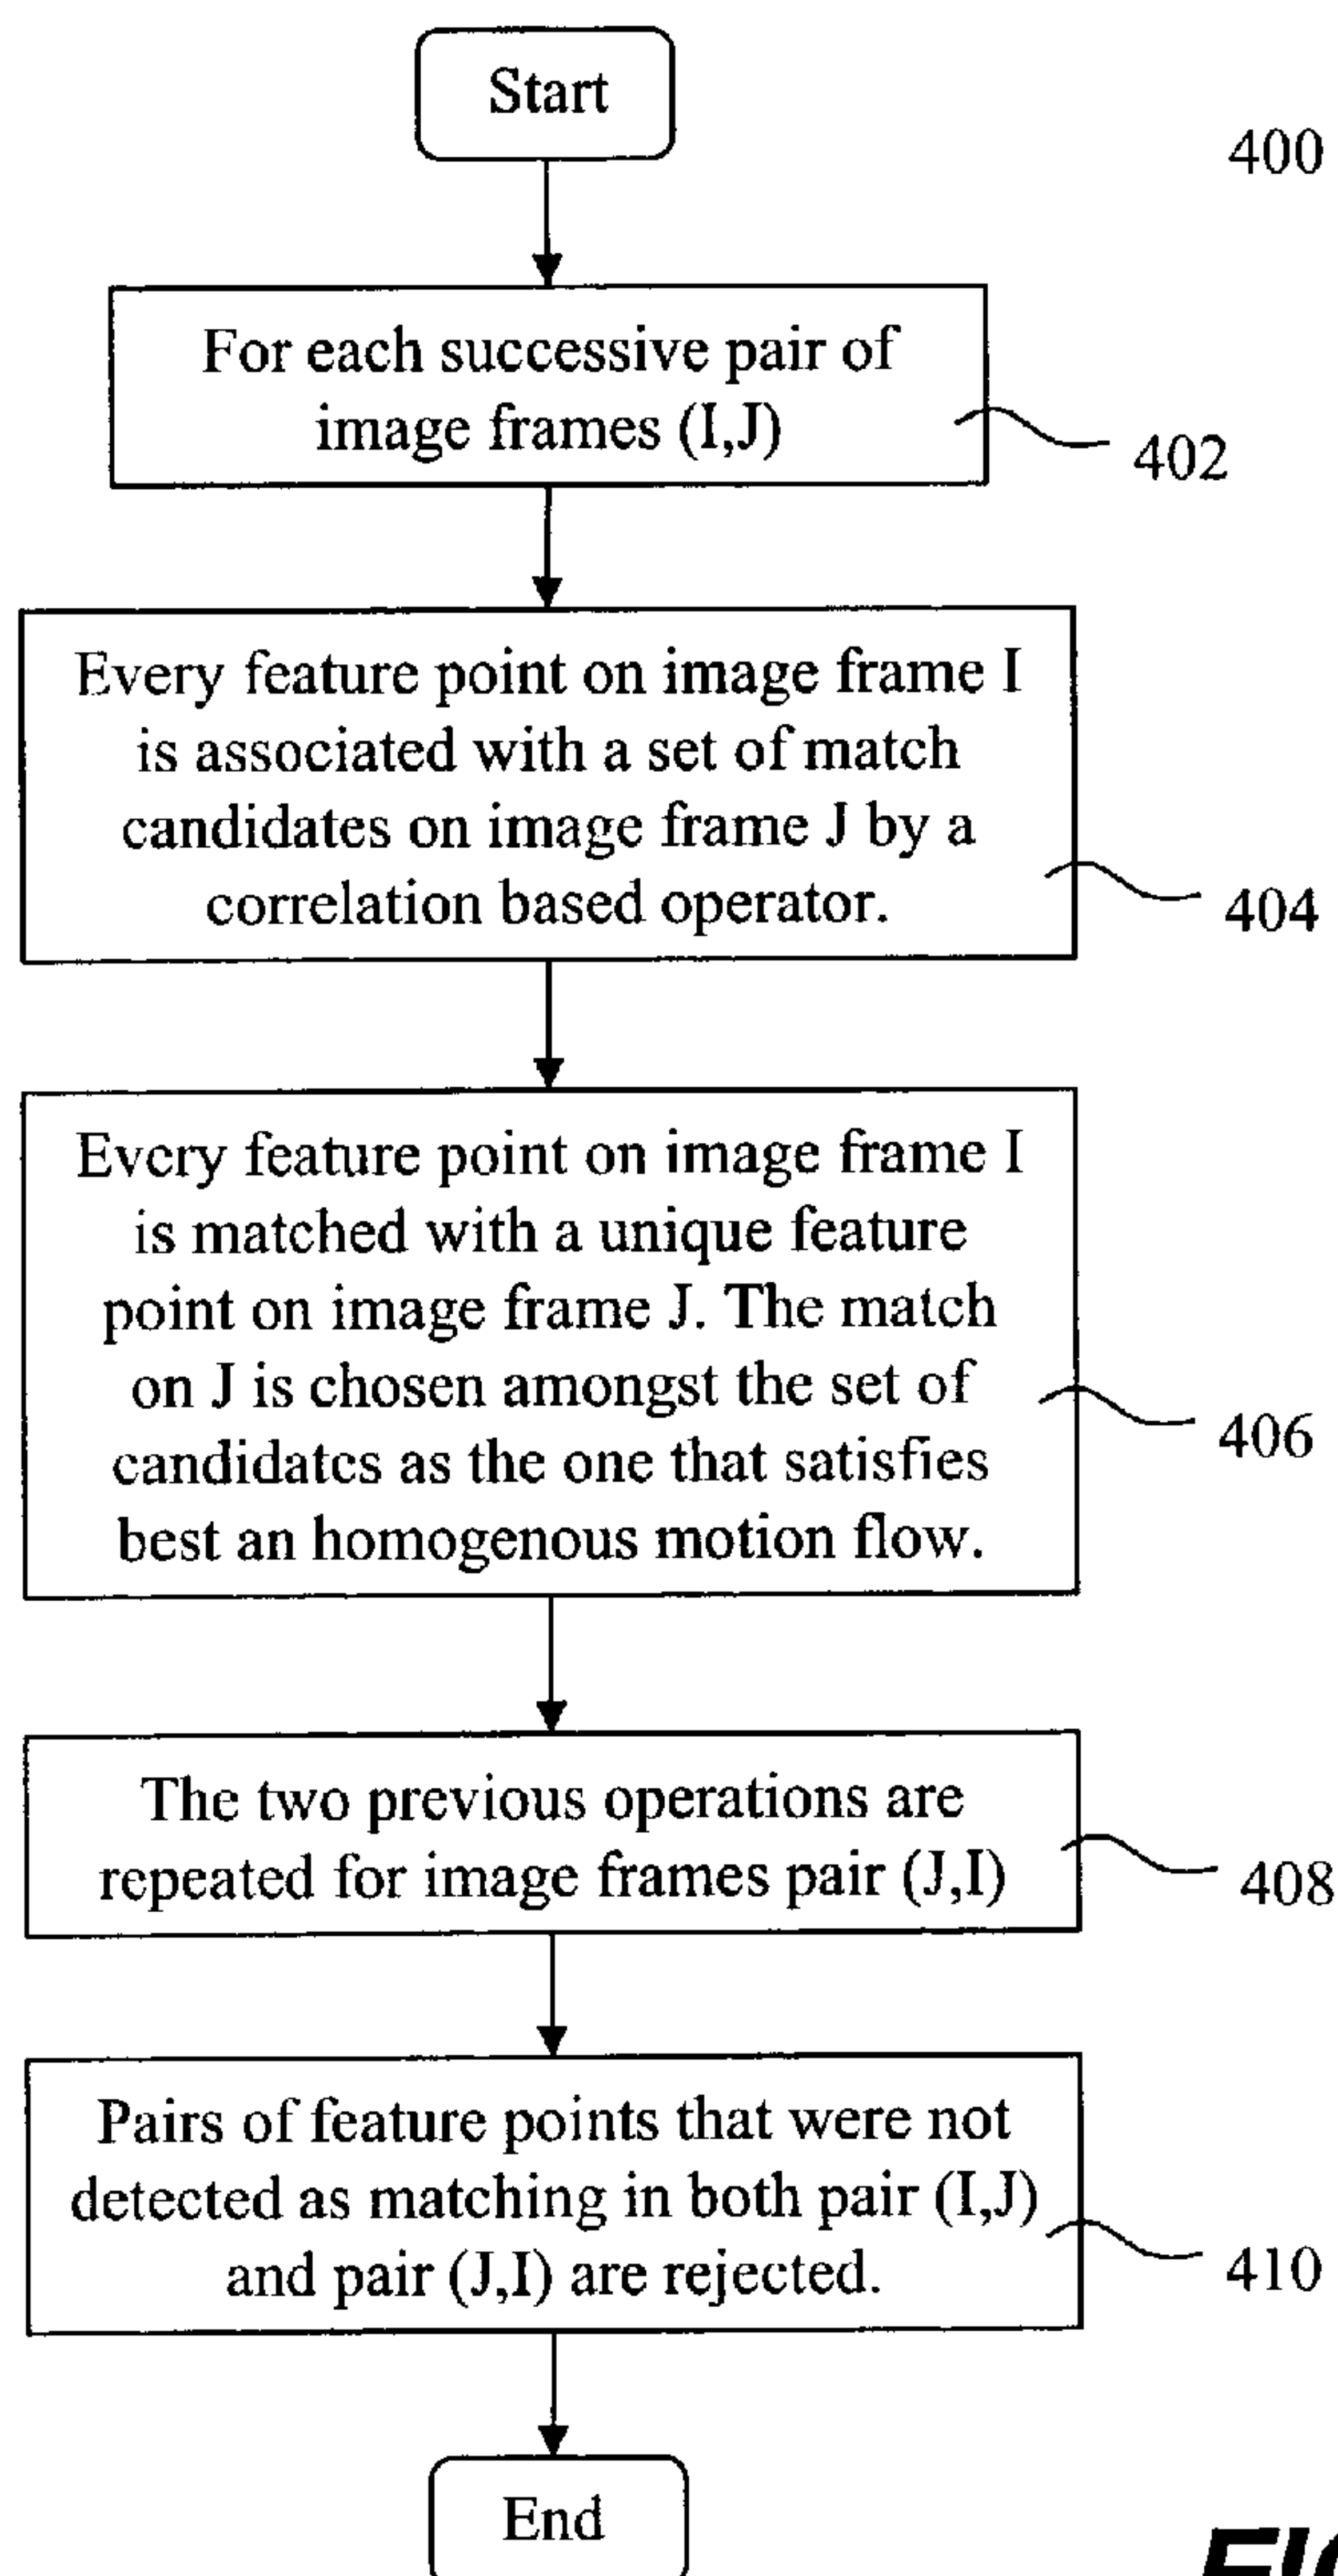 Start
400
For each successive pair of
image frames (I,J)
402
Every feature point on image frame I
is associated with a set of match
candidates on image frame J by a
correlation based operator.
404
Every feature point on image frame I
is matched with a unique feature
point on image frame J. The match
on J is chosen amongst the set of
candidates as the one that satisfies
best an homogenous motion flow.
406
The two previous operations are
repeated for image frames pair (J,I)
408
Pairs of feature points that were not
detected as matching in both pair (I,J)
and pair (J,I) are rejected.
410
End